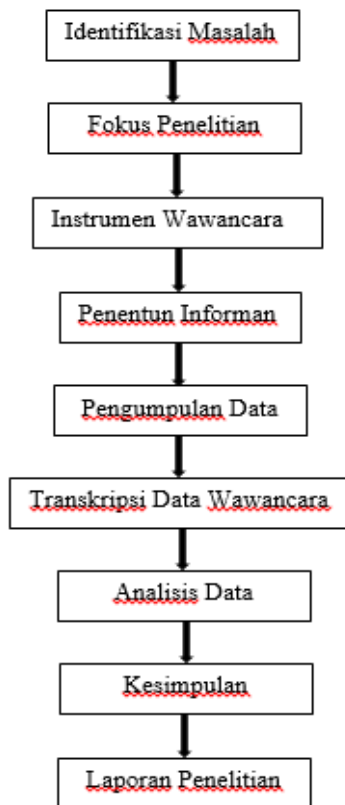 Identifikasi Masalah
Fokus Penelitian
Instrumen Wawancara
Penentun Informan
Pengumpulan Data
Transkripsi Data Wawancara
Analisis Data
Kesimpulan
Laporan Penelitian